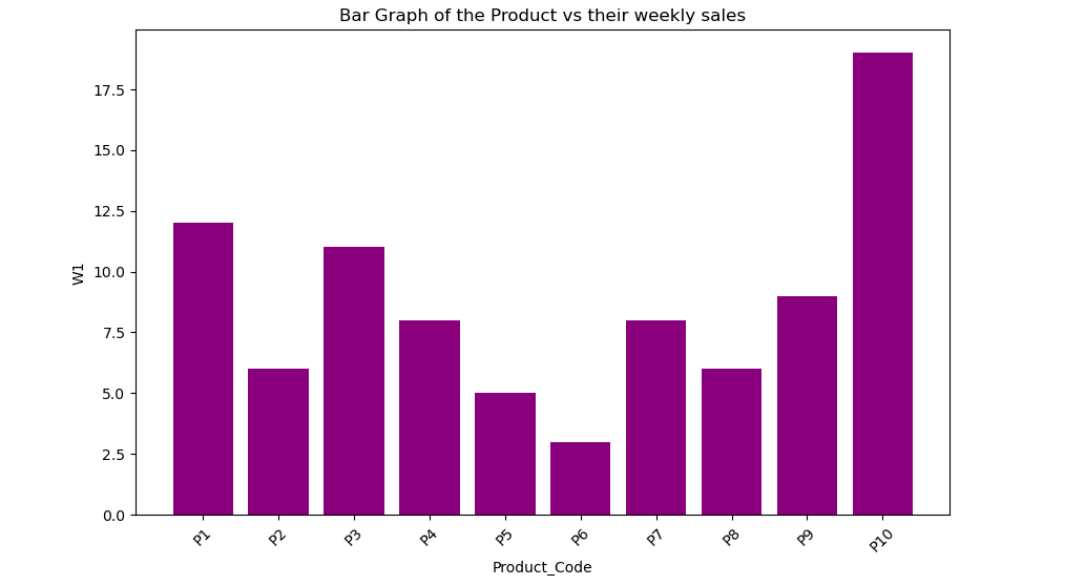 Bar Graph of the Product vs their weekly sales
17.5
15.0
12.5
10.0
7.5
5.0
2.5
0.0
W1
P1 P2 P3 P4 P5 P6 P7 P8 P9 P10
Product_Code